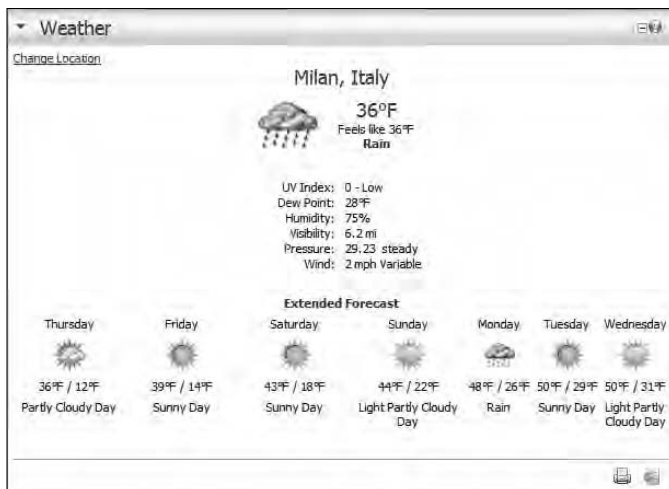 Weather
Change Location
Milan, Italy
36°F
Feels like 36°F
Rain
UV Index: 0 - Low
Dew Point: 28°F
Humidity: 75%
Visibility: 6.2 mi
Pressure: 29.23 steady
Wind: 2 mph Variable
Extended Forecast
Thursday Friday Saturday Sunday Monday Tuesday Wednesday
36°F / 12°F 39°F / 14°F 43°F / 18°F 44°F / 22°F 48°F / 26°F 50°F / 29°F 50°F / 31°F
Partly Cloudy Day Sunny Day Sunny Day Light Partly Cloudy Rain Sunny Day Light Partly
Day Cloudy Day